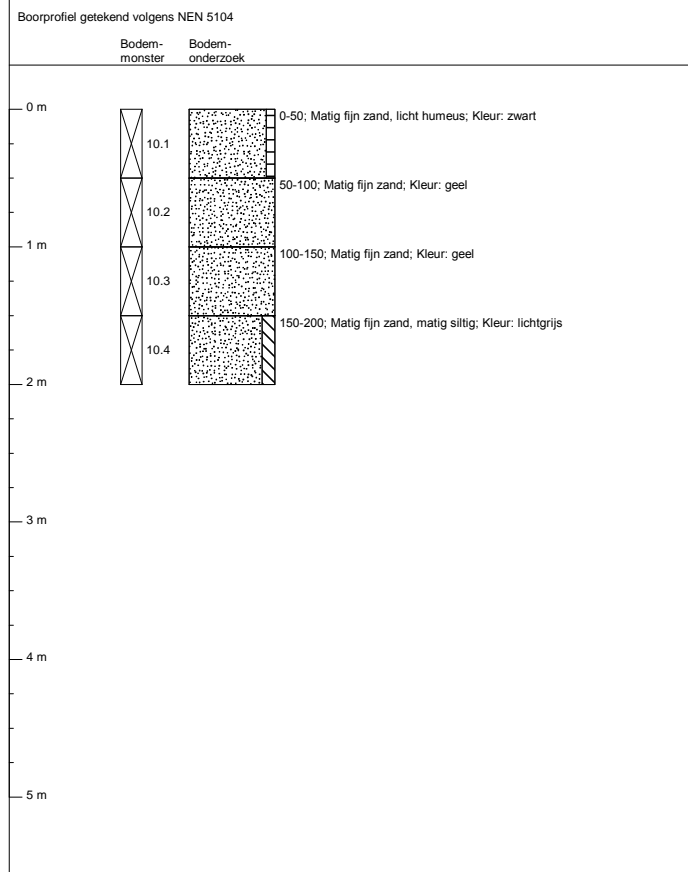 Boorprofiel getekend volgens NEN 5104
Bodem-
monster
Bodem-
onderzoek
0 m
0-50; Matig fijn zand, licht humeus; Kleur: zwart
10.1
50-100; Matig fijn zand; Kleur: geel
10.2
1 m
100-150; Matig fijn zand; Kleur: geel
10.3
150-200; Matig fijn zand, matig siltig; Kleur: lichtgrijs
10.4
2 m
3 m
4 m
5 m